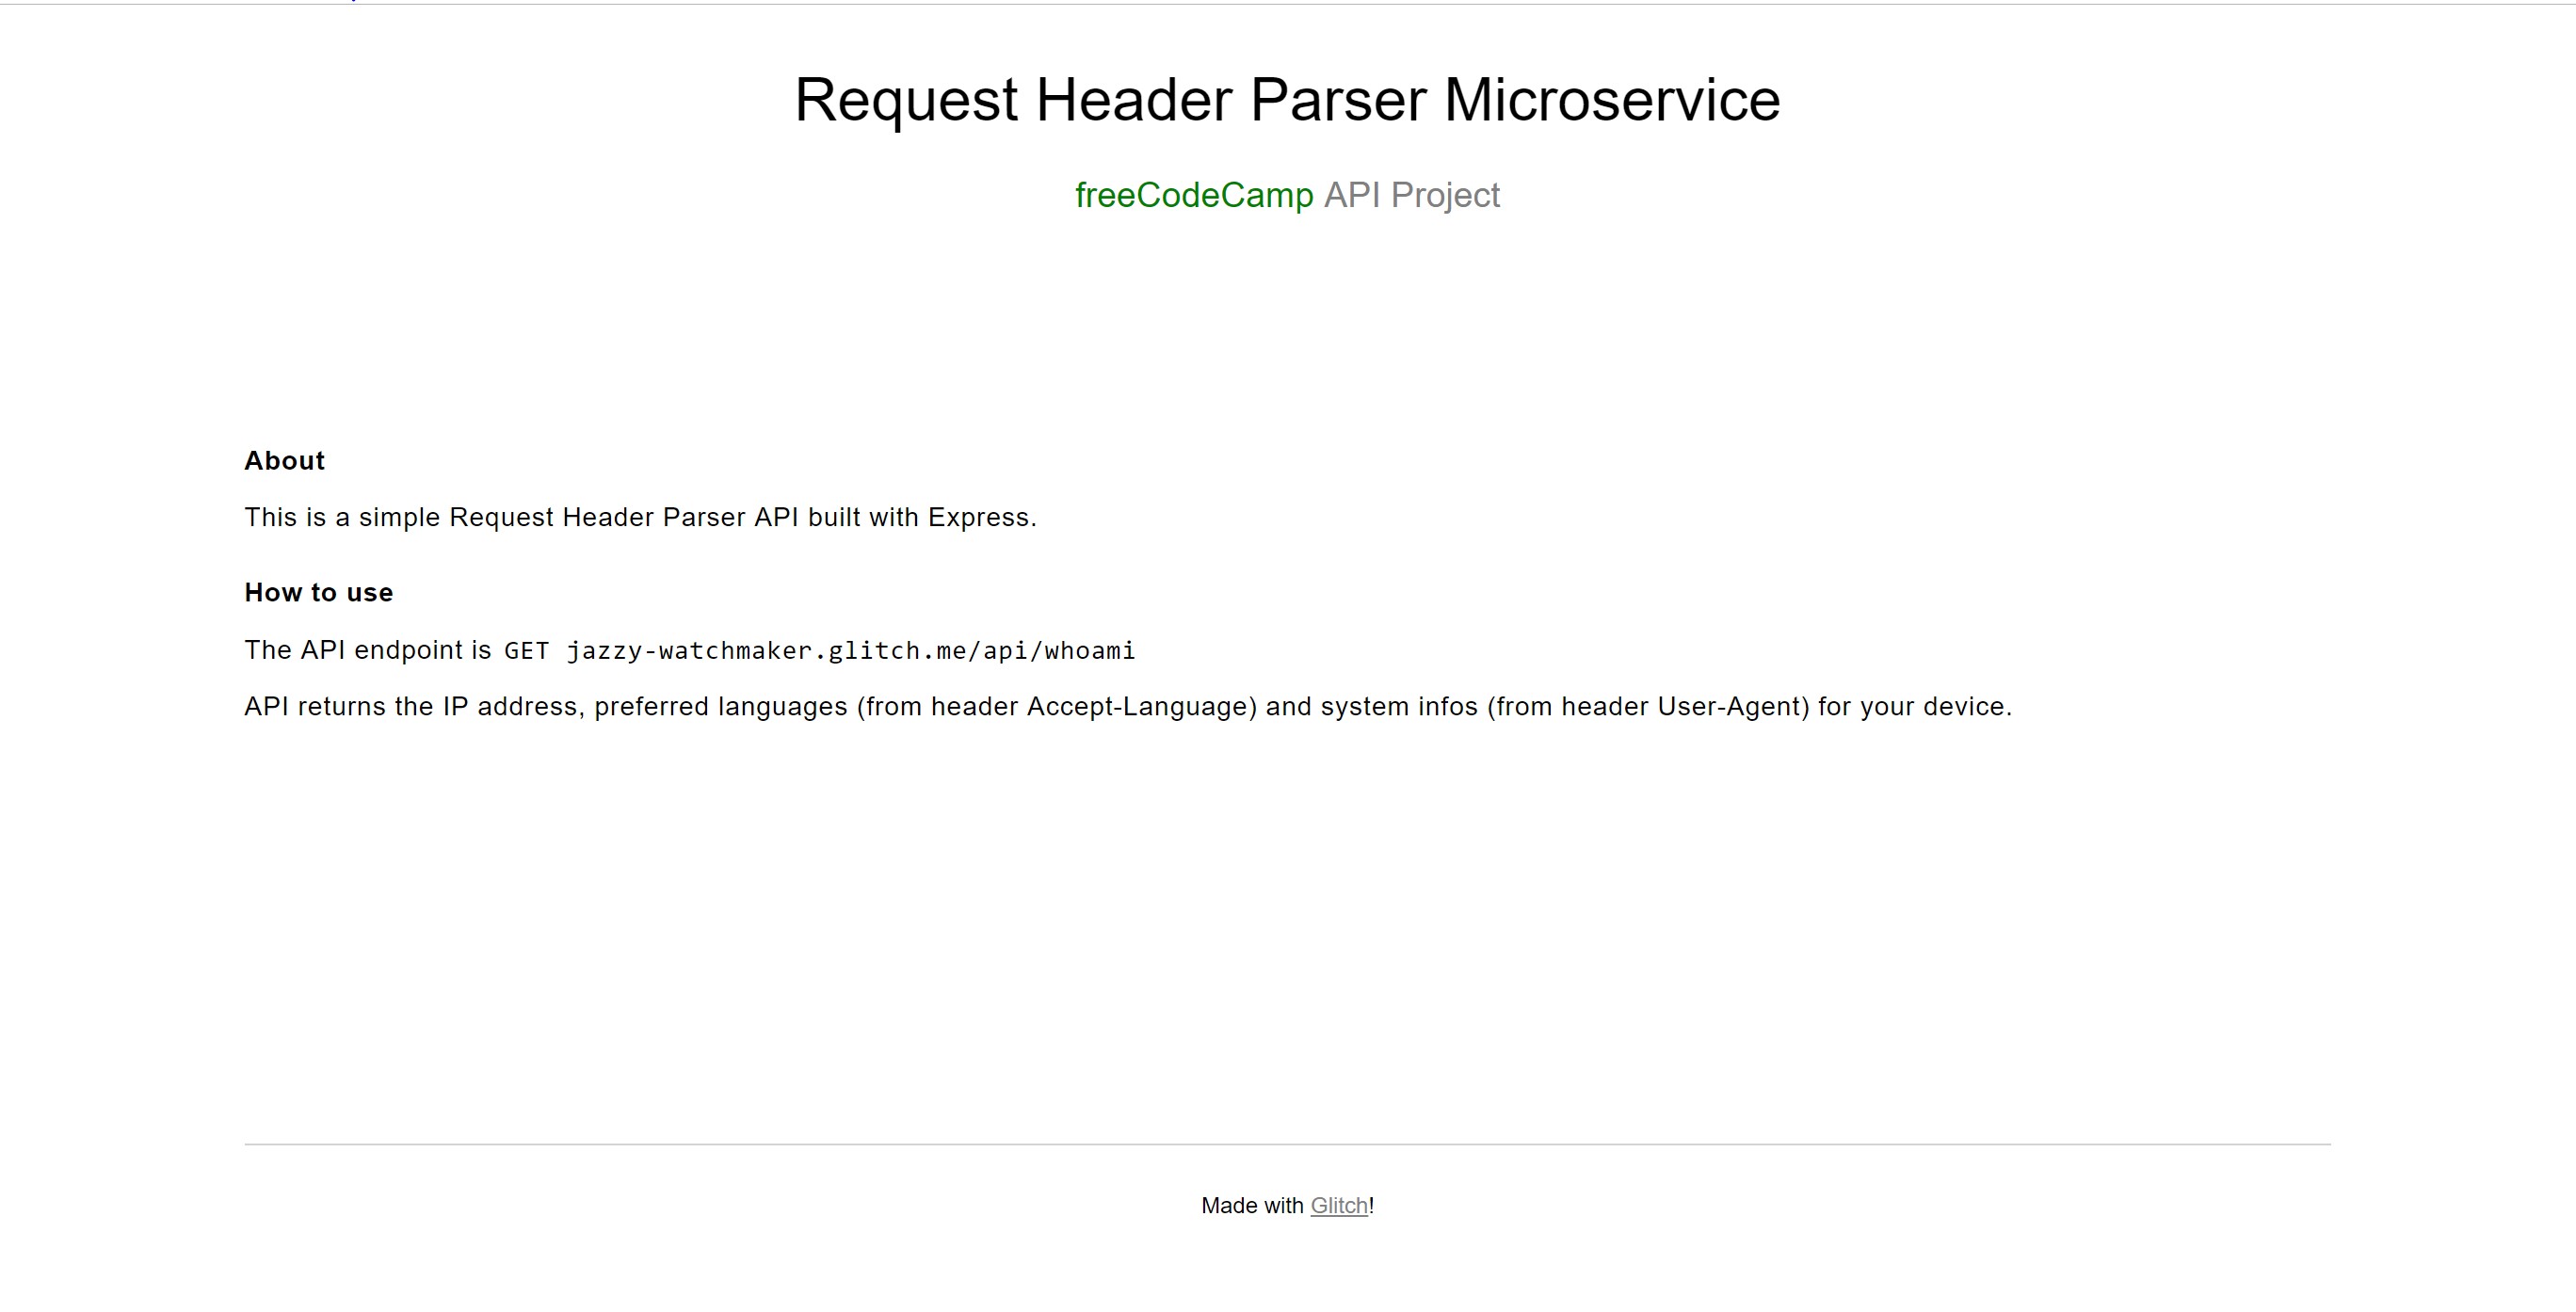 Request Header Parser Microservice
freeCodeCamp API Project
About
This is a simple Request Header Parser API built with Express.
How to use
The API endpoint is GET jazzy-watchmaker.glitch.me/api/whoami
API returns the IP address, preferred languages (from header Accept-Language) and system infos (from header User-Agent) for your device.
Made with Glitch!